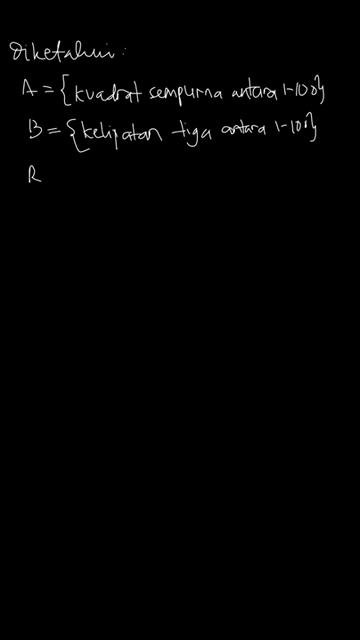 Diketahui :
A = {kuadrat sempurna antara 1-100}
B = {kelipatan tiga antara 1-100}
R